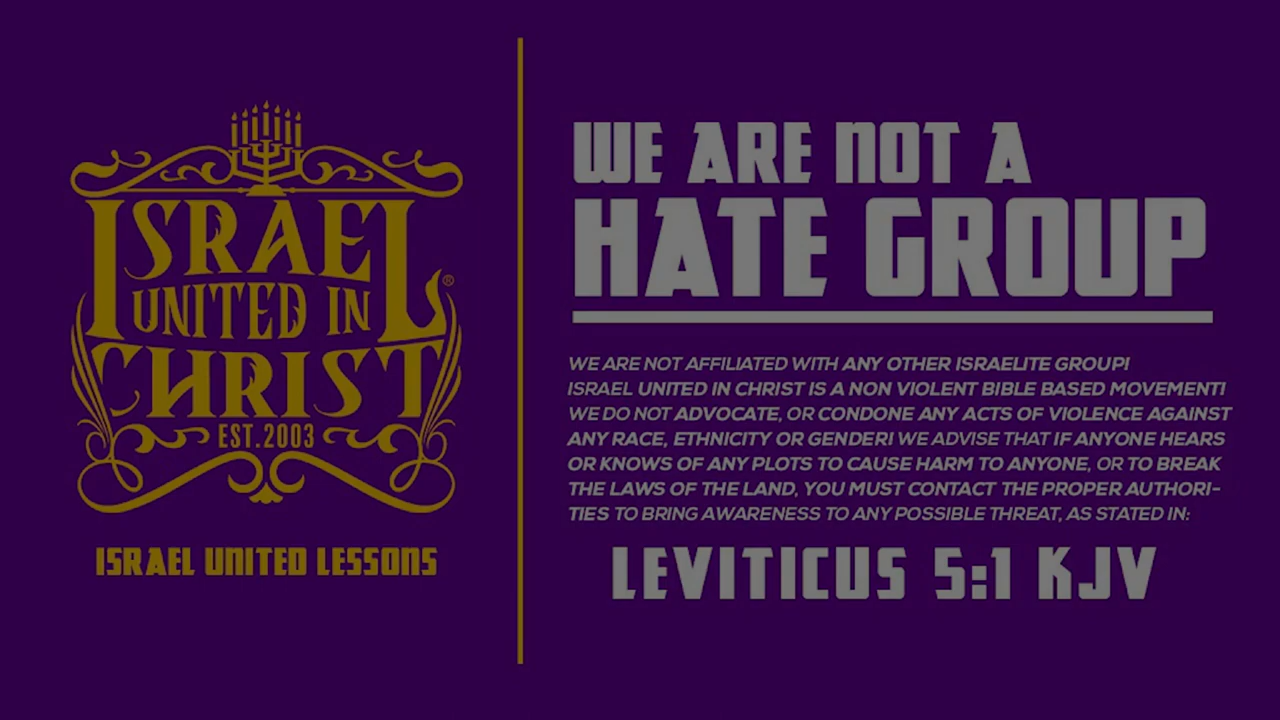 ISRAEL
UNITED IN
CHRIST
®
EST.2003
ISRAEL UNITED LESSONS
WE ARE NOT A
HATE GROUP
WE ARE NOT AFFILIATED WITH ANY OTHER ISRAELITE GROUP!
ISRAEL UNITED IN CHRIST IS A NON VIOLENT BIBLE BASED MOVEMENT!
WE DO NOT ADVOCATE, OR CONDONE ANY ACTS OF VIOLENCE AGAINST
ANY RACE, ETHNICITY OR GENDER! WE ADVISE THAT IF ANYONE HEARS
OR KNOWS OF ANY PLOTS TO CAUSE HARM TO ANYONE, OR TO BREAK
THE LAWS OF THE LAND, YOU MUST CONTACT THE PROPER AUTHORI-
TIES TO BRING AWARENESS TO ANY POSSIBLE THREAT, AS STATED IN:
LEVITICUS 5:1 KJV